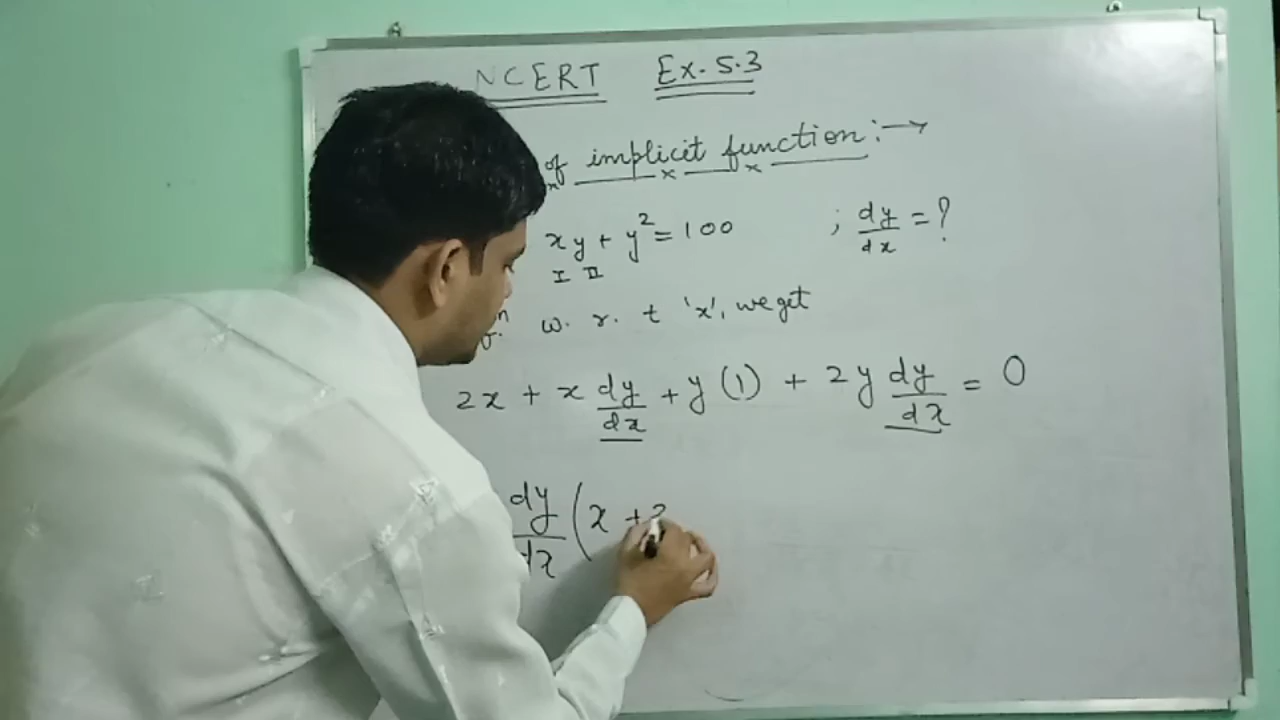 NCERT Ex. 5.3
of implicit function :→
xy + y² = 100 ; dy/dx = ?
I II
w. r. t 'x', we get
2x + x dy/dx + y (1) + 2y dy/dx = 0
dy/dx (x +